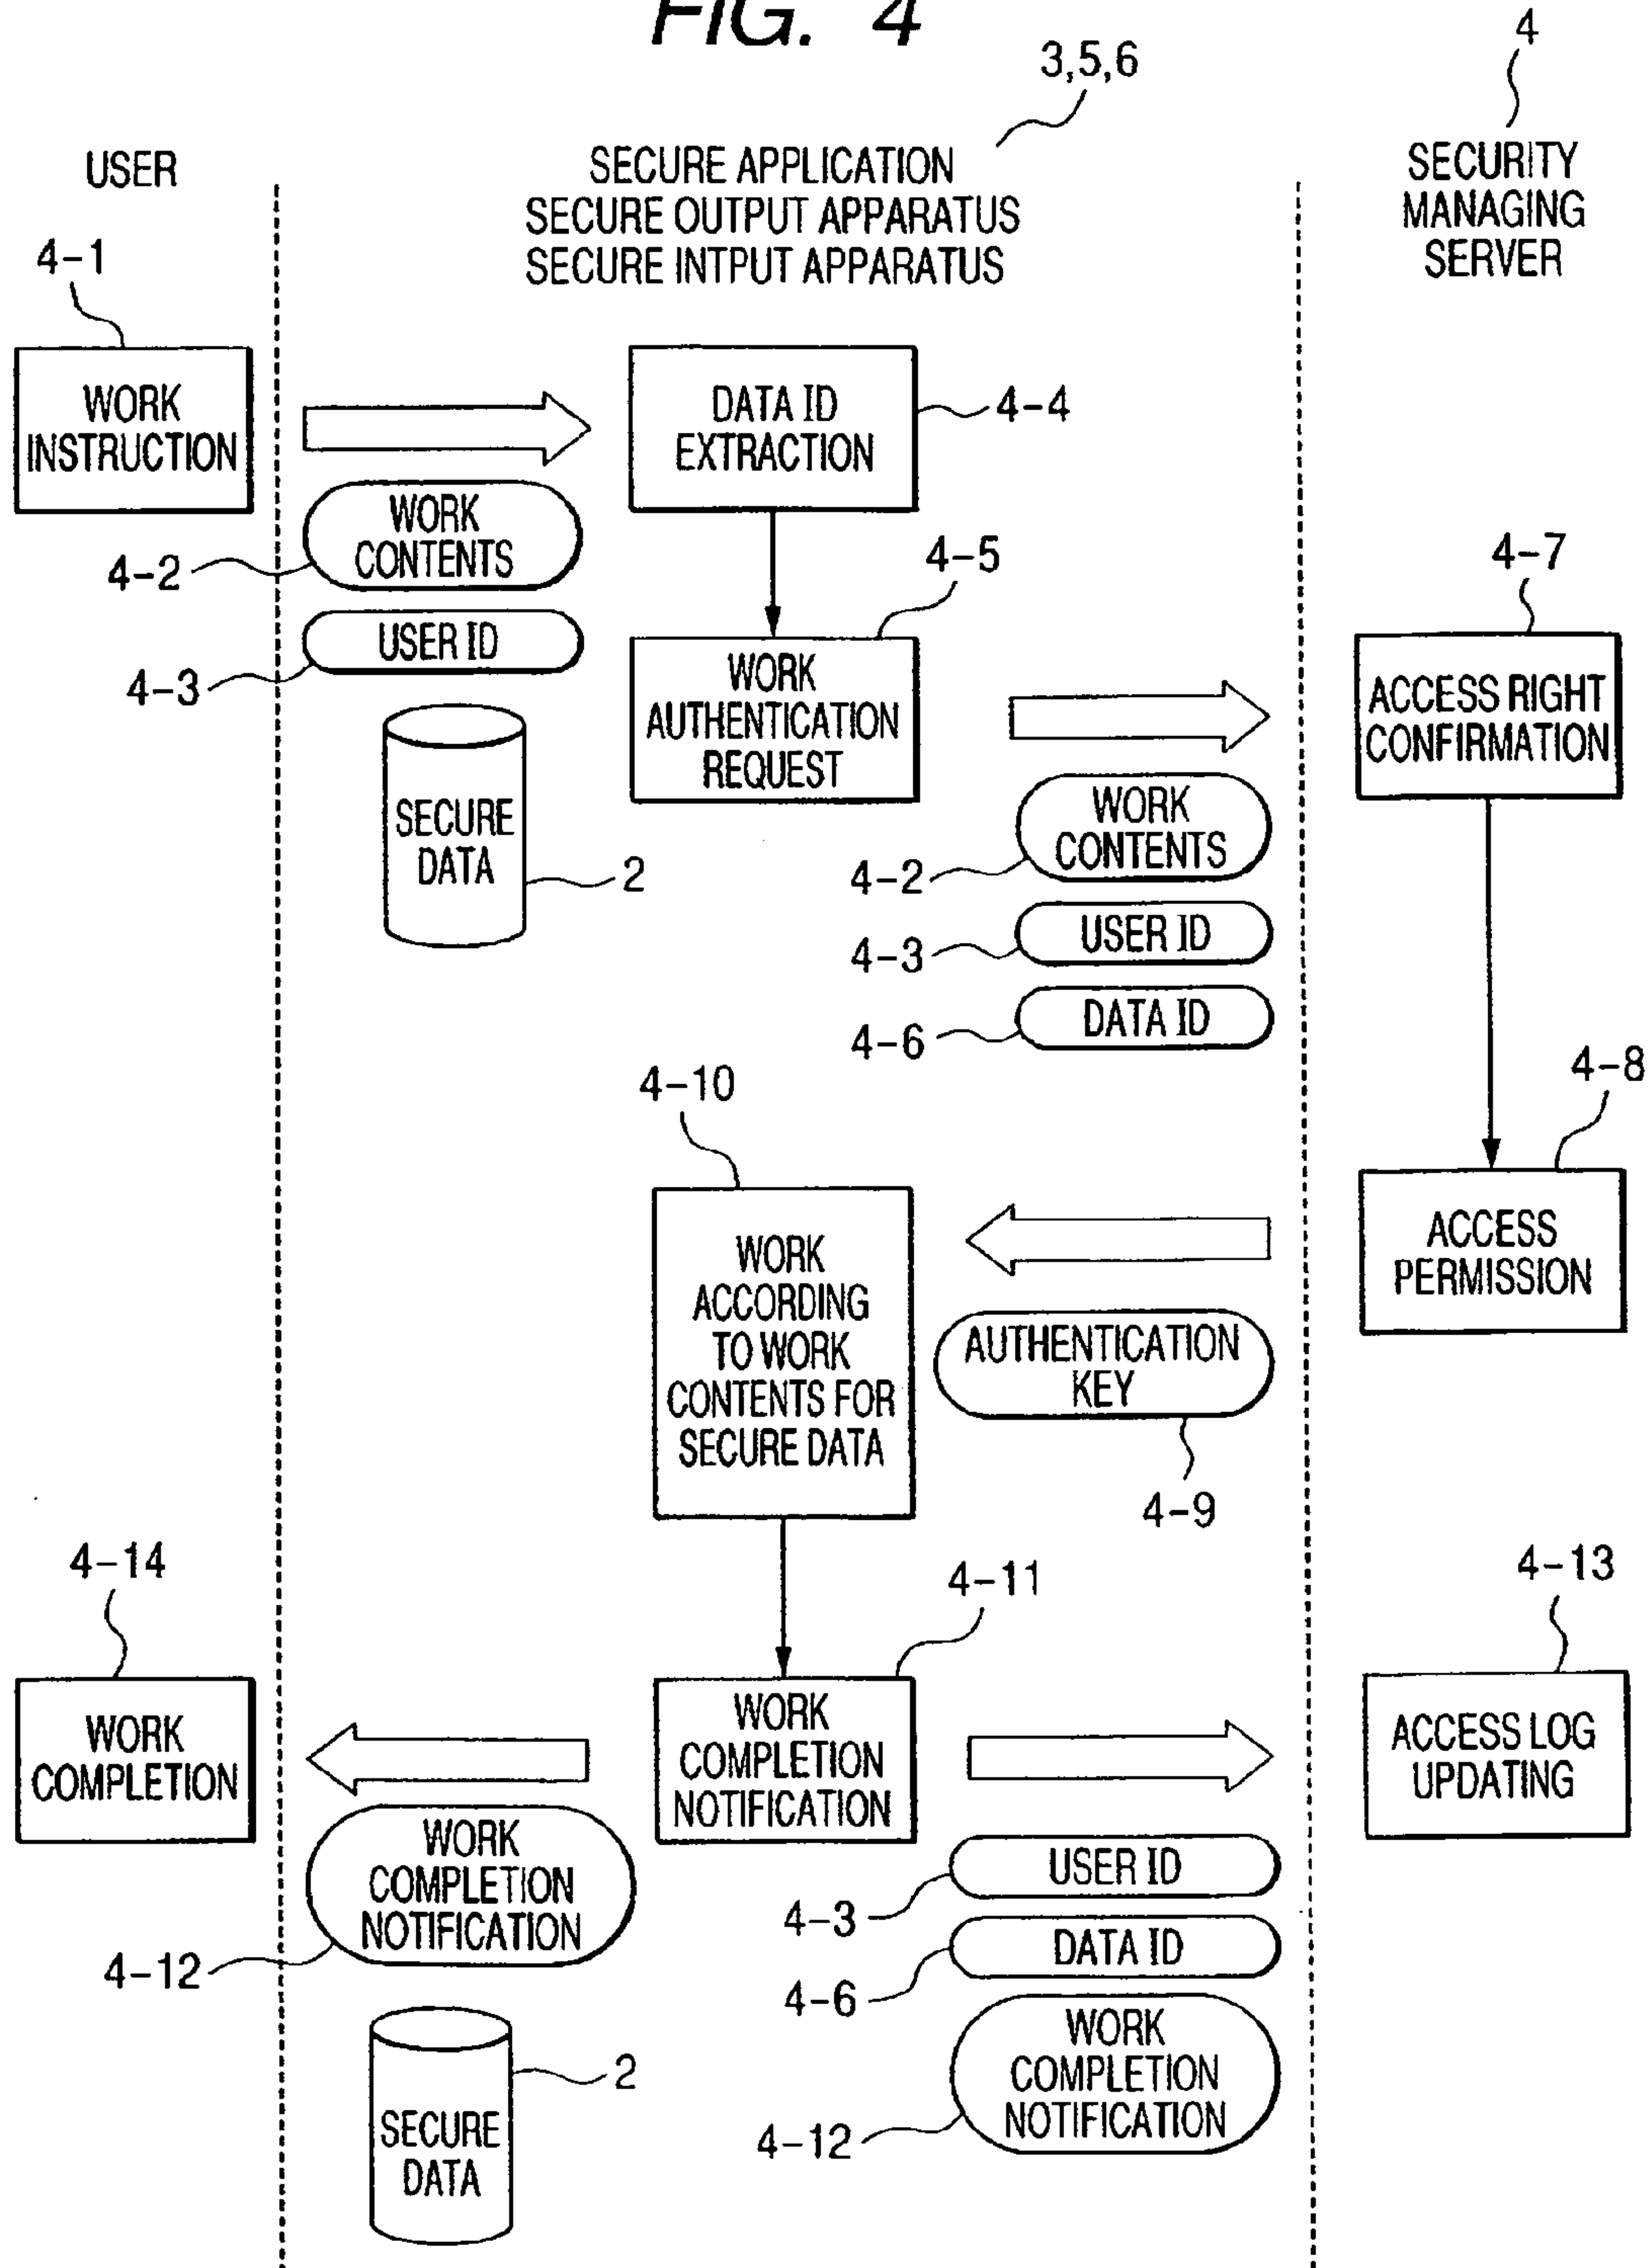 FIG. 4
3,5,6
4
USER
SECURE APPLICATION
SECURE OUTPUT APPARATUS
SECURE INTPUT APPARATUS
SECURITY
MANAGING
SERVER
4-1
WORK
INSTRUCTION
DATA ID
EXTRACTION
4-4
WORK
CONTENTS
4-2
USER ID
4-3
4-5
WORK
AUTHENTICATION
REQUEST
4-7
ACCESS RIGHT
CONFIRMATION
SECURE
DATA
2
WORK
CONTENTS
4-2
USER ID
4-3
DATA ID
4-6
4-8
ACCESS
PERMISSION
4-10
WORK
ACCORDING
TO WORK
CONTENTS FOR
SECURE DATA
AUTHENTICATION
KEY
4-9
4-14
WORK
COMPLETION
4-11
WORK
COMPLETION
NOTIFICATION
4-13
ACCESS LOG
UPDATING
WORK
COMPLETION
NOTIFICATION
4-12
USER ID
4-3
DATA ID
4-6
WORK
COMPLETION
NOTIFICATION
4-12
SECURE
DATA
2